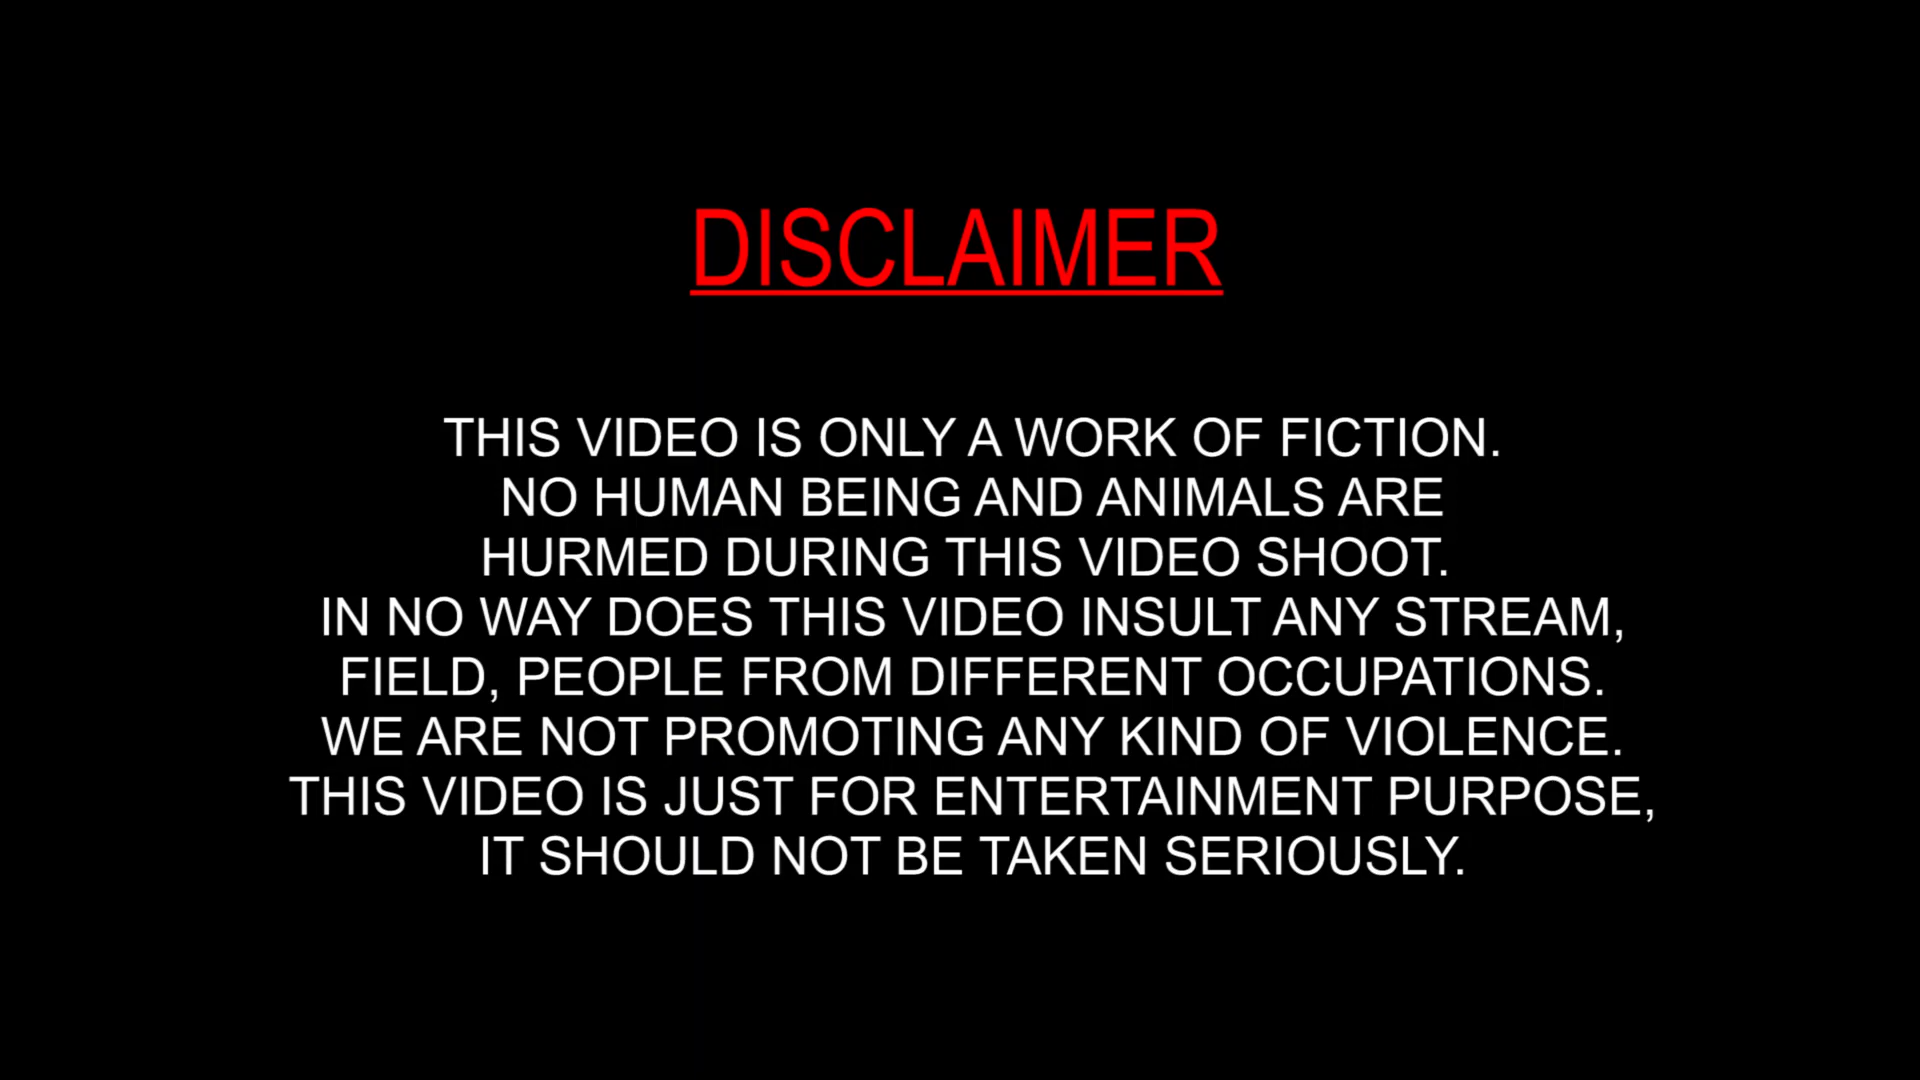 DISCLAIMER
THIS VIDEO IS ONLY A WORK OF FICTION.
NO HUMAN BEING AND ANIMALS ARE
HURMED DURING THIS VIDEO SHOOT.
IN NO WAY DOES THIS VIDEO INSULT ANY STREAM,
FIELD, PEOPLE FROM DIFFERENT OCCUPATIONS.
WE ARE NOT PROMOTING ANY KIND OF VIOLENCE.
THIS VIDEO IS JUST FOR ENTERTAINMENT PURPOSE,
IT SHOULD NOT BE TAKEN SERIOUSLY.